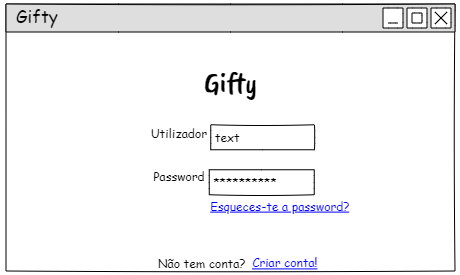 Gifty
Gifty
Utilizador text
Password **********
Esqueces-te a password?
Não tem conta? Criar conta!